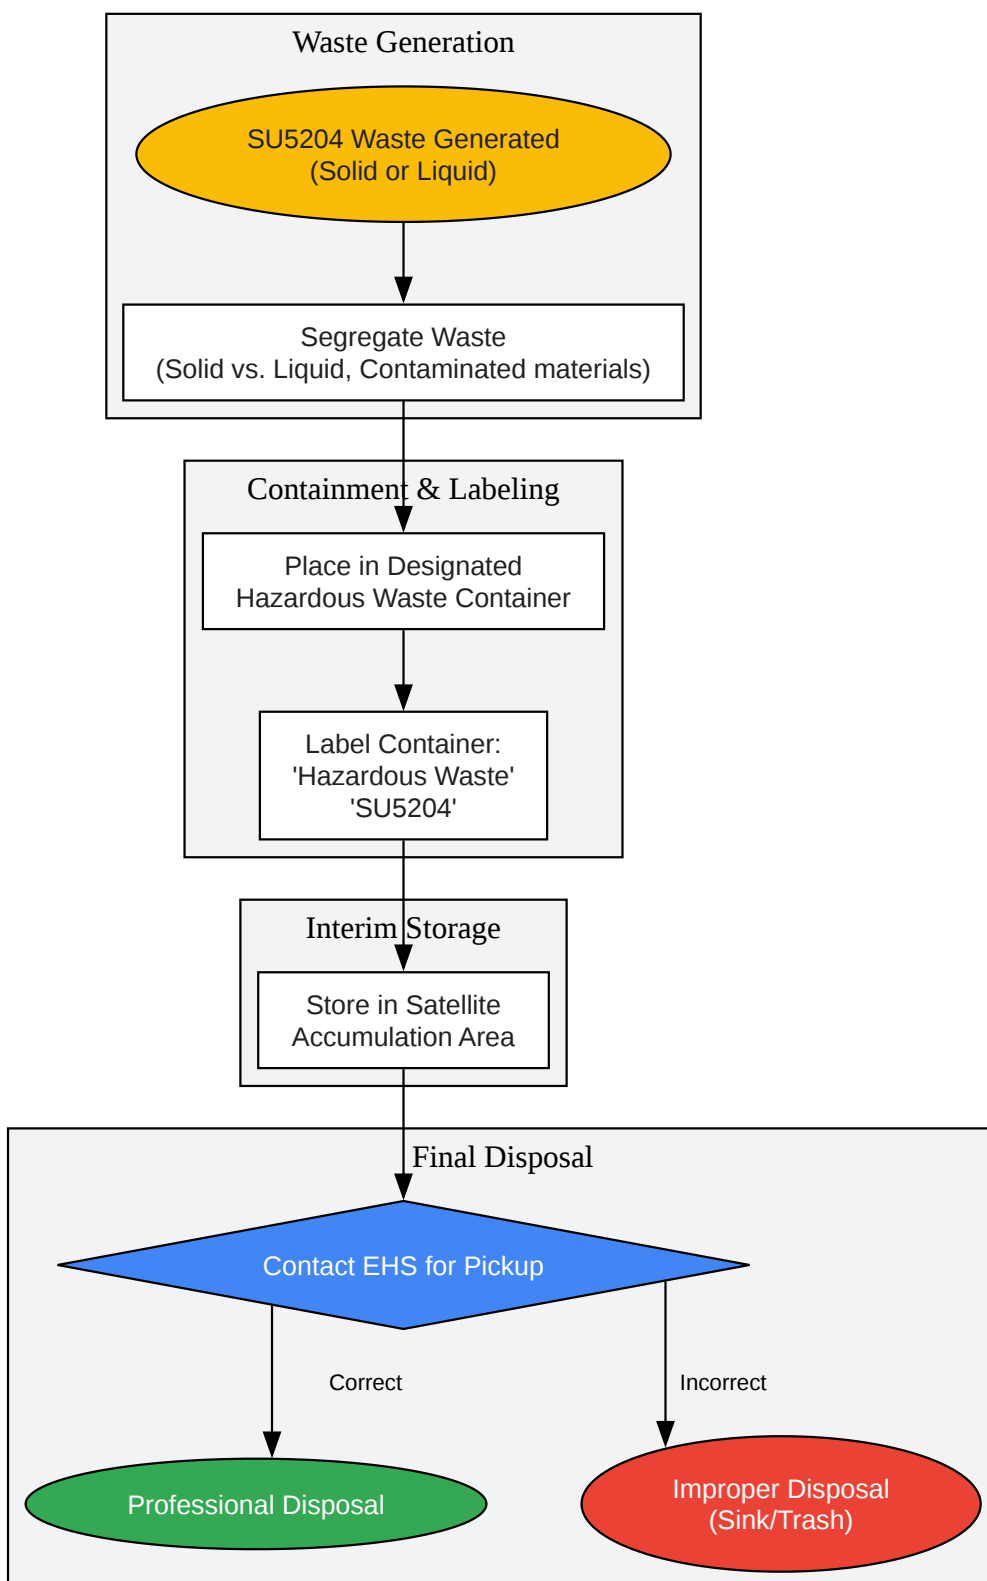 Waste Generation
SU5204 Waste Generated
(Solid or Liquid)
Segregate Waste
(Solid vs. Liquid, Contaminated materials)
Containment & Labeling
Place in Designated
Hazardous Waste Container
Label Container:
'Hazardous Waste'
'SU5204'
Interim Storage
Store in Satellite
Accumulation Area
Final Disposal
Contact EHS for Pickup
Correct
Incorrect
Professional Disposal
Improper Disposal
(Sink/Trash)